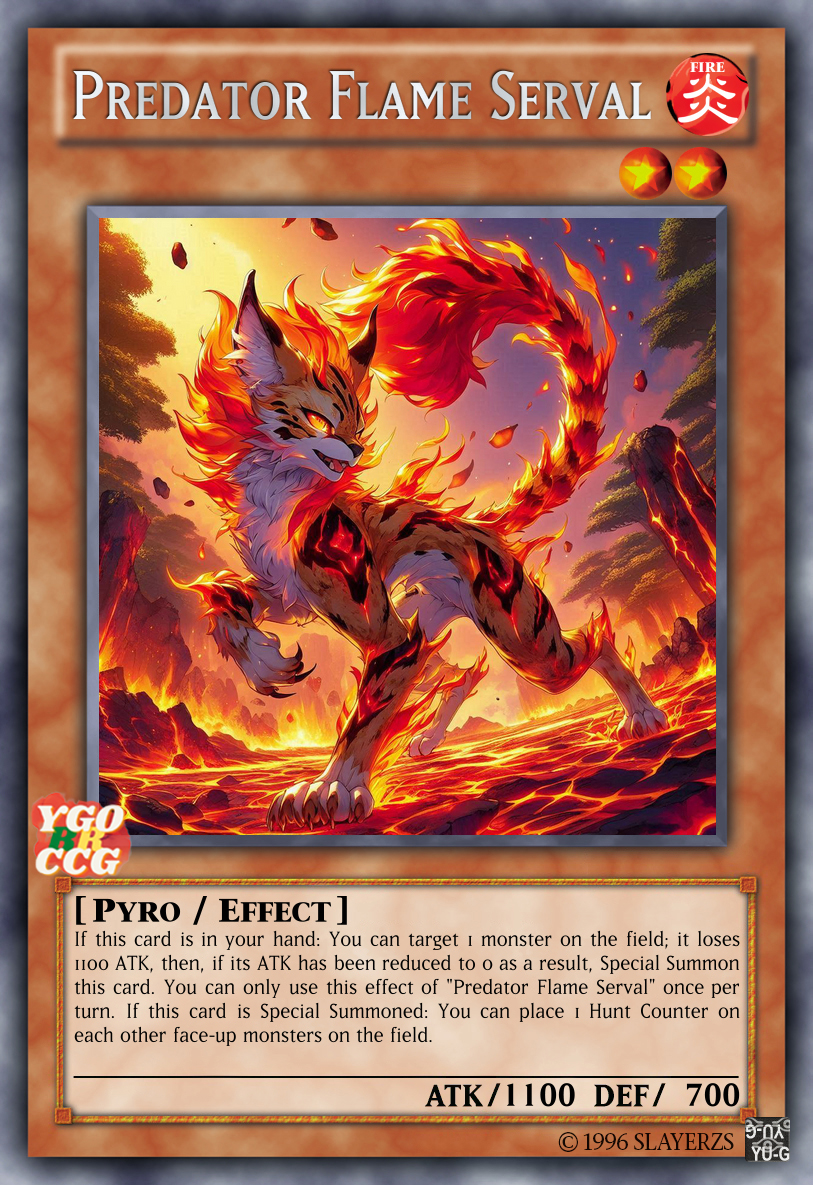 Predator Flame Serval
FIRE
炎
YGO
BR
CCG
[ Pyro / Effect ]
If this card is in your hand: You can target 1 monster on the field; it loses
1100 ATK, then, if its ATK has been reduced to 0 as a result, Special Summon
this card. You can only use this effect of "Predator Flame Serval" once per
turn. If this card is Special Summoned: You can place 1 Hunt Counter on
each other face-up monsters on the field.
ATK/1100 DEF/ 700
© 1996 SLAYERZS
YU-G
YU-G